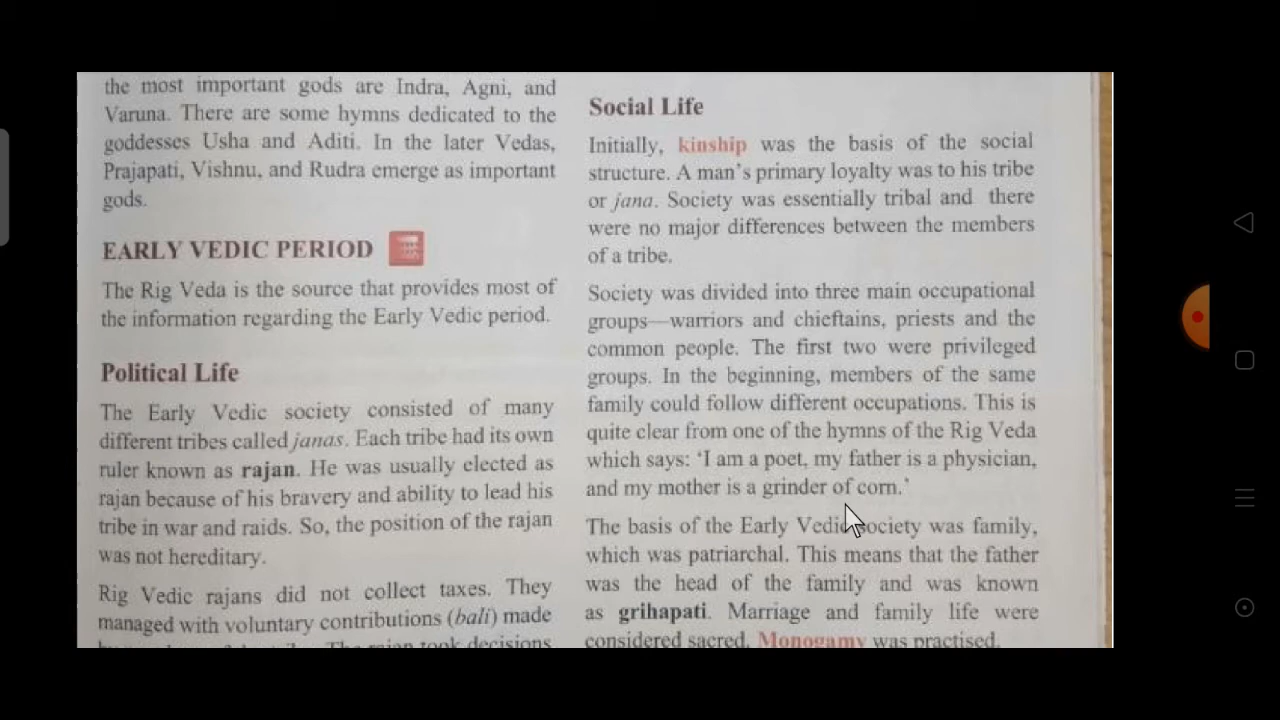 the most important gods are Indra, Agni, and
Varuna. There are some hymns dedicated to the
goddesses Usha and Aditi. In the later Vedas,
Prajapati, Vishnu, and Rudra emerge as important
gods.
EARLY VEDIC PERIOD
The Rig Veda is the source that provides most of
the information regarding the Early Vedic period.
Political Life
The Early Vedic society consisted of many
different tribes called janas. Each tribe had its own
ruler known as rajan. He was usually elected as
rajan because of his bravery and ability to lead his
tribe in war and raids. So, the position of the rajan
was not hereditary.
Rig Vedic rajans did not collect taxes. They
managed with voluntary contributions (bali) made
The rajan took decisions
Social Life
Initially, kinship was the basis of the social
structure. A man's primary loyalty was to his tribe
or jana. Society was essentially tribal and there
were no major differences between the members
of a tribe.
Society was divided into three main occupational
groups—warriors and chieftains, priests and the
common people. The first two were privileged
groups. In the beginning, members of the same
family could follow different occupations. This is
quite clear from one of the hymns of the Rig Veda
which says: 'I am a poet, my father is a physician,
and my mother is a grinder of corn.'
The basis of the Early Vedic society was family,
which was patriarchal. This means that the father
was the head of the family and was known
as grihapati. Marriage and family life were
considered sacred. Monogamy was practised.